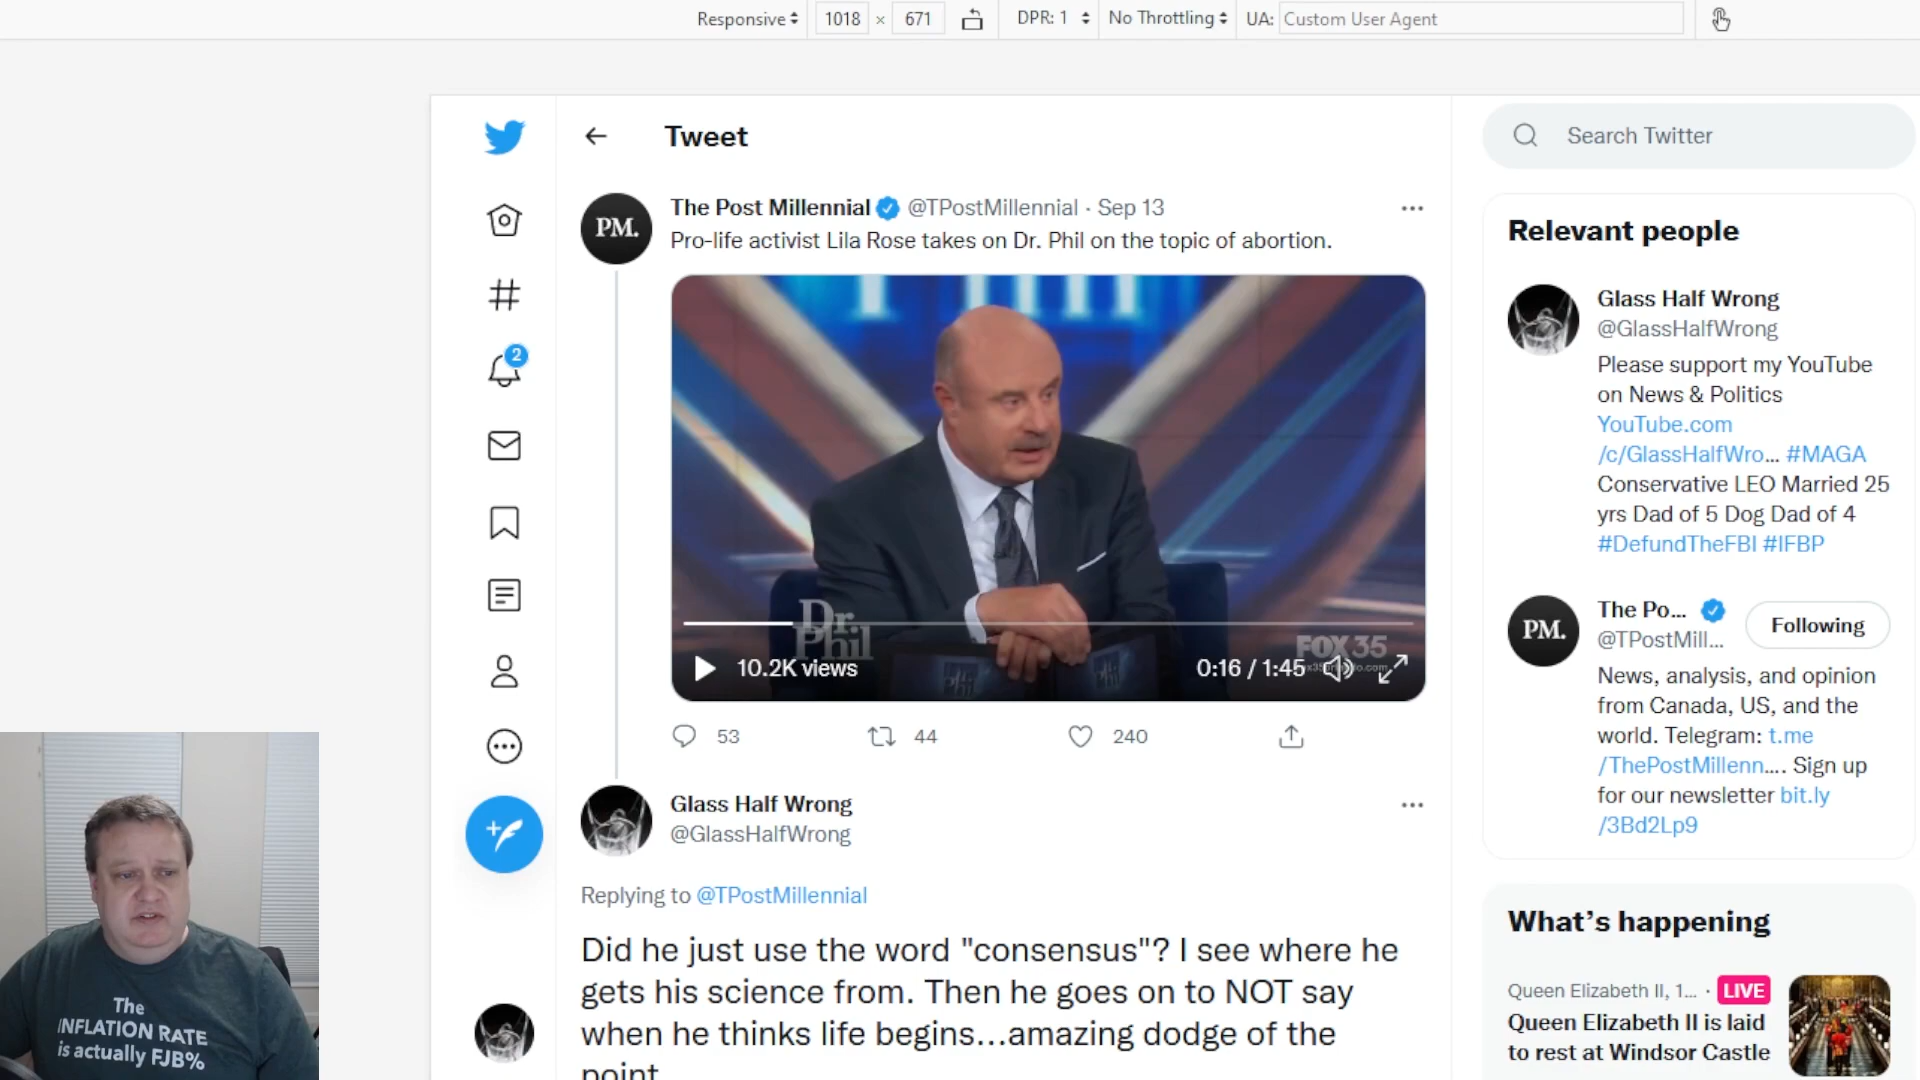 Responsive
1018 × 671
DPR: 1
No Throttling
UA: Custom User Agent
Tweet
Search Twitter
PM.
The Post Millennial @TPostMillennial · Sep 13
Pro-life activist Lila Rose takes on Dr. Phil on the topic of abortion.
Dr.
Phil
FOX 35
10.2K views
0:16 / 1:45
53
44
240
2
Glass Half Wrong
@GlassHalfWrong
Replying to @TPostMillennial
Did he just use the word "consensus"? I see where he
gets his science from. Then he goes on to NOT say
when he thinks life begins...amazing dodge of the
point
Relevant people
Glass Half Wrong
@GlassHalfWrong
Please support my YouTube
on News & Politics
YouTube.com
/c/GlassHalfWro... #MAGA
Conservative LEO Married 25
yrs Dad of 5 Dog Dad of 4
#DefundTheFBI #IFBP
PM.
The Po...
@TPostMill...
Following
News, analysis, and opinion
from Canada, US, and the
world. Telegram: t.me
/ThePostMillenn.... Sign up
for our newsletter bit.ly
/3Bd2Lp9
What's happening
Queen Elizabeth II, 1... · LIVE
Queen Elizabeth II is laid
to rest at Windsor Castle
The
INFLATION RATE
is actually FJB%